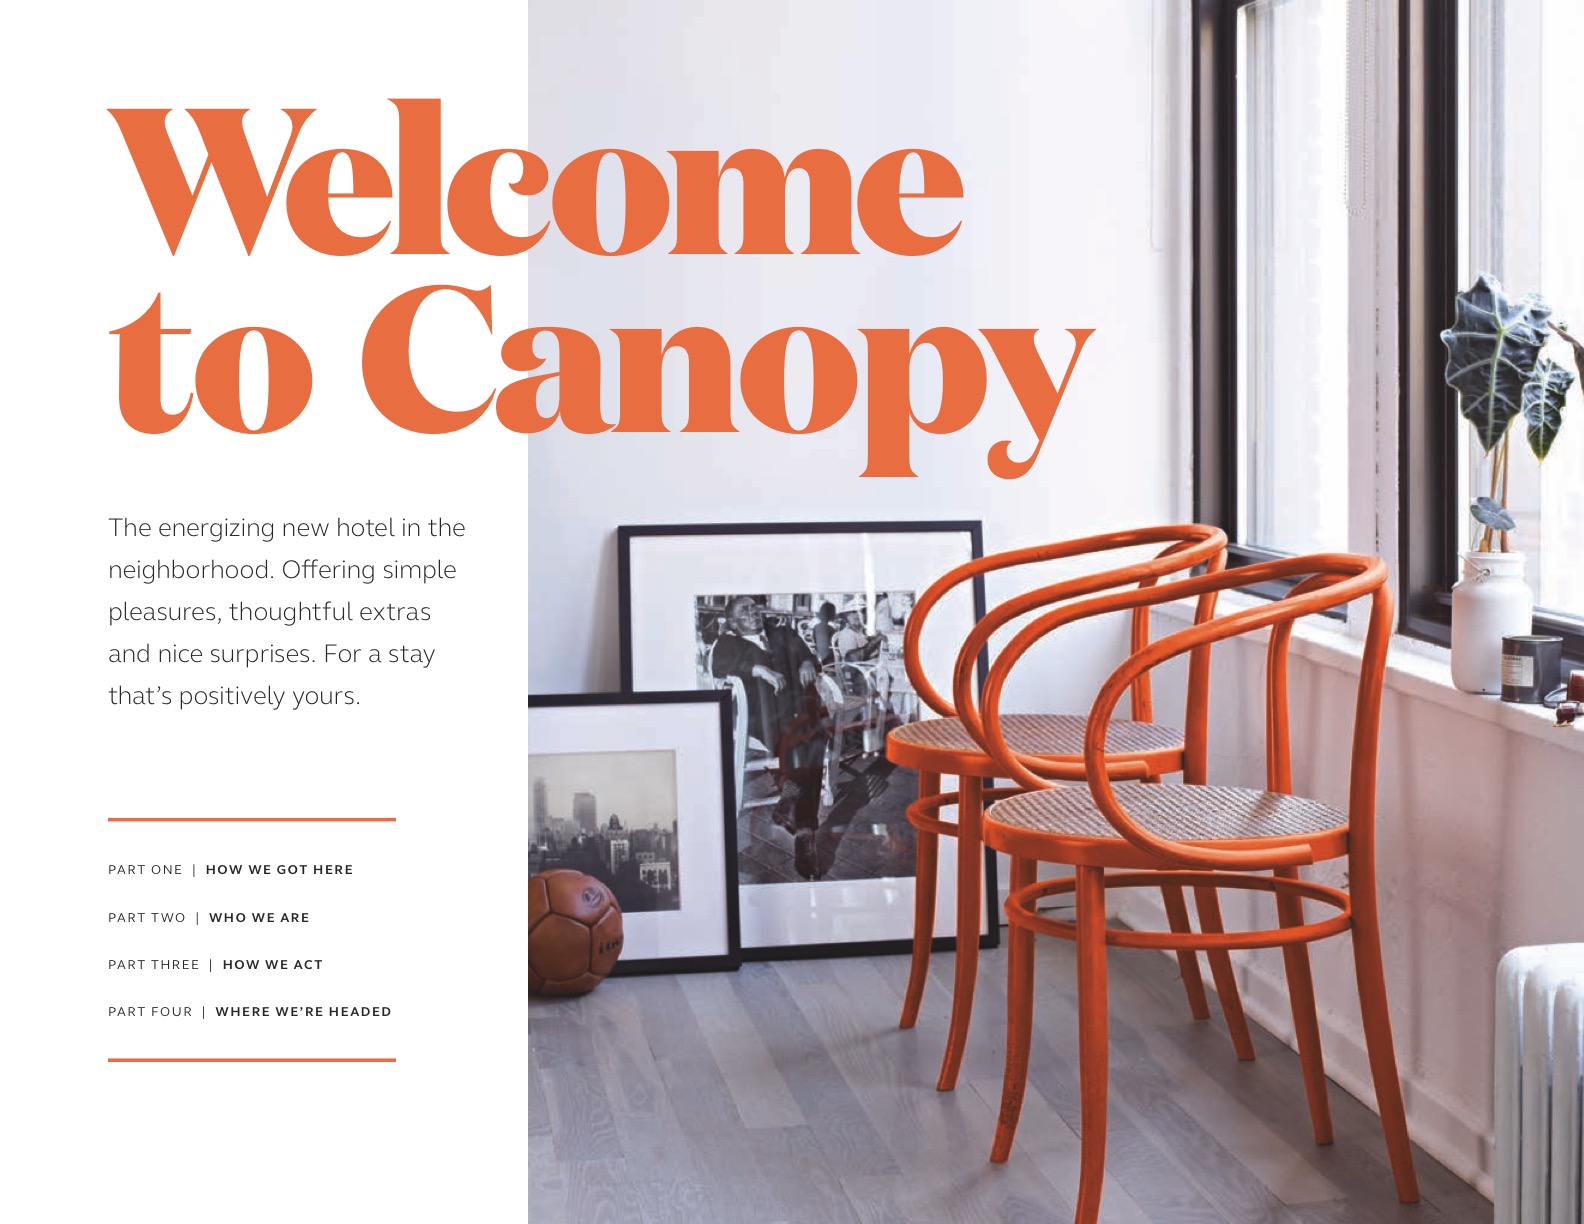 Welcome
to Canopy
The energizing new hotel in the
neighborhood. Offering simple
pleasures, thoughtful extras
and nice surprises. For a stay
that’s positively yours.
PART ONE | HOW WE GOT HERE
PART TWO | WHO WE ARE
PART THREE | HOW WE ACT
PART FOUR | WHERE WE’RE HEADED